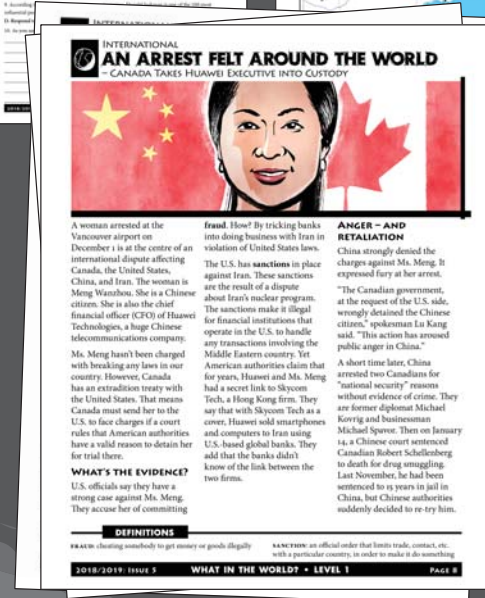 INTERNATIONAL
AN ARREST FELT AROUND THE WORLD
– CANADA TAKES HUAWEI EXECUTIVE INTO CUSTODY
A woman arrested at the
Vancouver airport on
December 1 is at the centre of an
international dispute affecting
Canada, the United States,
China, and Iran. The woman is
Meng Wanzhou. She is a Chinese
citizen. She is also the chief
financial officer (CFO) of Huawei
Technologies, a huge Chinese
telecommunications company.
Ms. Meng hasn't been charged
with breaking any laws in our
country. However, Canada
has an extradition treaty with
the United States. That means
Canada must send her to the
U.S. to face charges if a court
rules that American authorities
have a valid reason to detain her
for trial there.
WHAT'S THE EVIDENCE?
U.S. officials say they have a
strong case against Ms. Meng.
They accuse her of committing
fraud. How? By tricking banks
into doing business with Iran in
violation of United States laws.
The U.S. has sanctions in place
against Iran. These sanctions
are the result of a dispute
about Iran's nuclear program.
The sanctions make it illegal
for financial institutions that
operate in the U.S. to handle
any transactions involving the
Middle Eastern country. Yet
American authorities claim that
for years, Huawei and Ms. Meng
had a secret link to Skycom
Tech, a Hong Kong firm. They
say that with Skycom Tech as a
cover, Huawei sold smartphones
and computers to Iran using
U.S.-based global banks. They
add that the banks didn't
know of the link between the
two firms.
ANGER – AND
RETALIATION
China strongly denied the
charges against Ms. Meng. It
expressed fury at her arrest.
"The Canadian government,
at the request of the U.S. side,
wrongly detained the Chinese
citizen," spokesman Lu Kang
said. "This action has aroused
public anger in China."
A short time later, China
arrested two Canadians for
"national security" reasons
without evidence of crime. They
are former diplomat Michael
Kovrig and businessman
Michael Spavor. Then on January
14, a Chinese court sentenced
Canadian Robert Schellenberg
to death for drug smuggling.
Last November, he had been
sentenced to 15 years in jail in
China, but Chinese authorities
suddenly decided to re-try him.
DEFINITIONS
FRAUD: cheating somebody to get money or goods illegally
SANCTION: an official order that limits trade, contact, etc.
with a particular country, in order to make it do something
2018/2019: ISSUE 5 WHAT IN THE WORLD? • LEVEL 1 PAGE 8